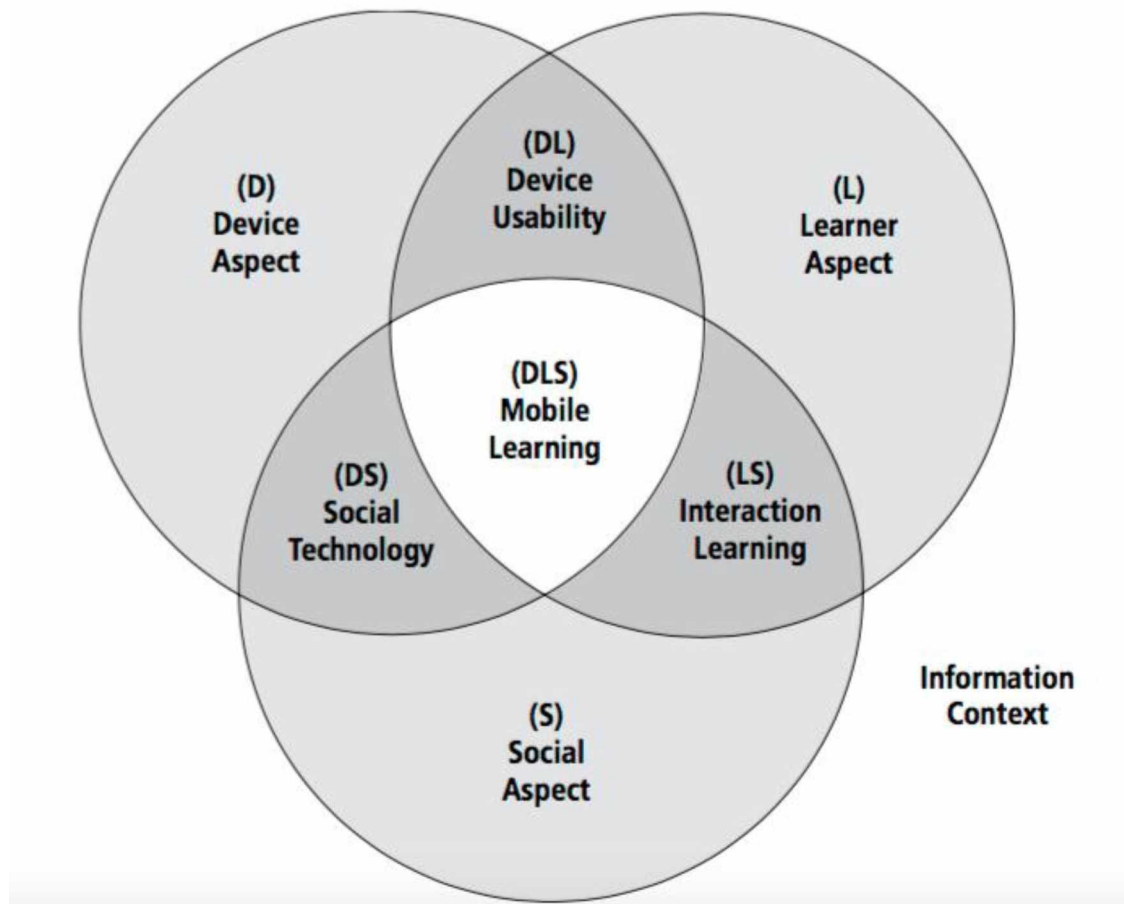 (DL)
Device
Usability
(D)
Device
Aspect
(L)
Learner
Aspect
(DLS)
Mobile
Learning
(DS)
Social
Technology
(LS)
Interaction
Learning
Information
Context
(S)
Social
Aspect